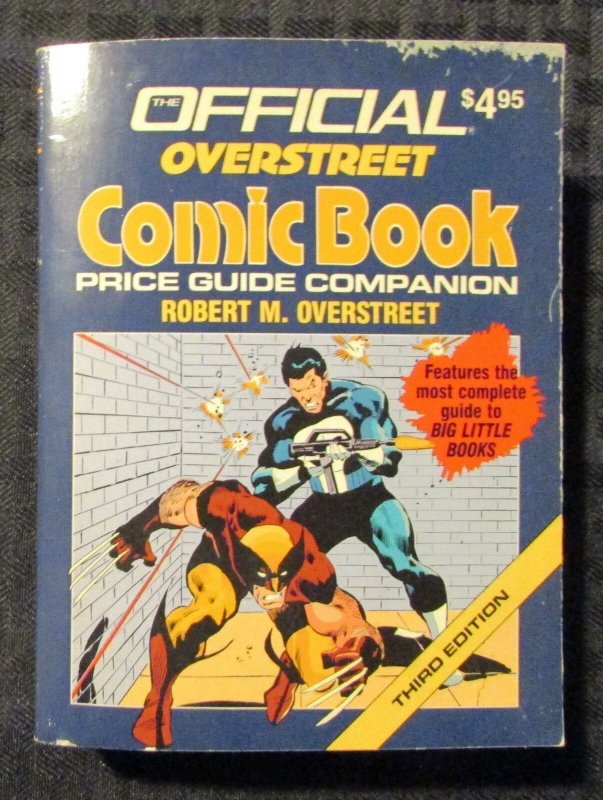 THE OFFICIAL® $4.95
OVERSTREET
Comic Book
PRICE GUIDE COMPANION
ROBERT M. OVERSTREET
Features the
most complete
guide to
BIG LITTLE
BOOKS
THIRD EDITION